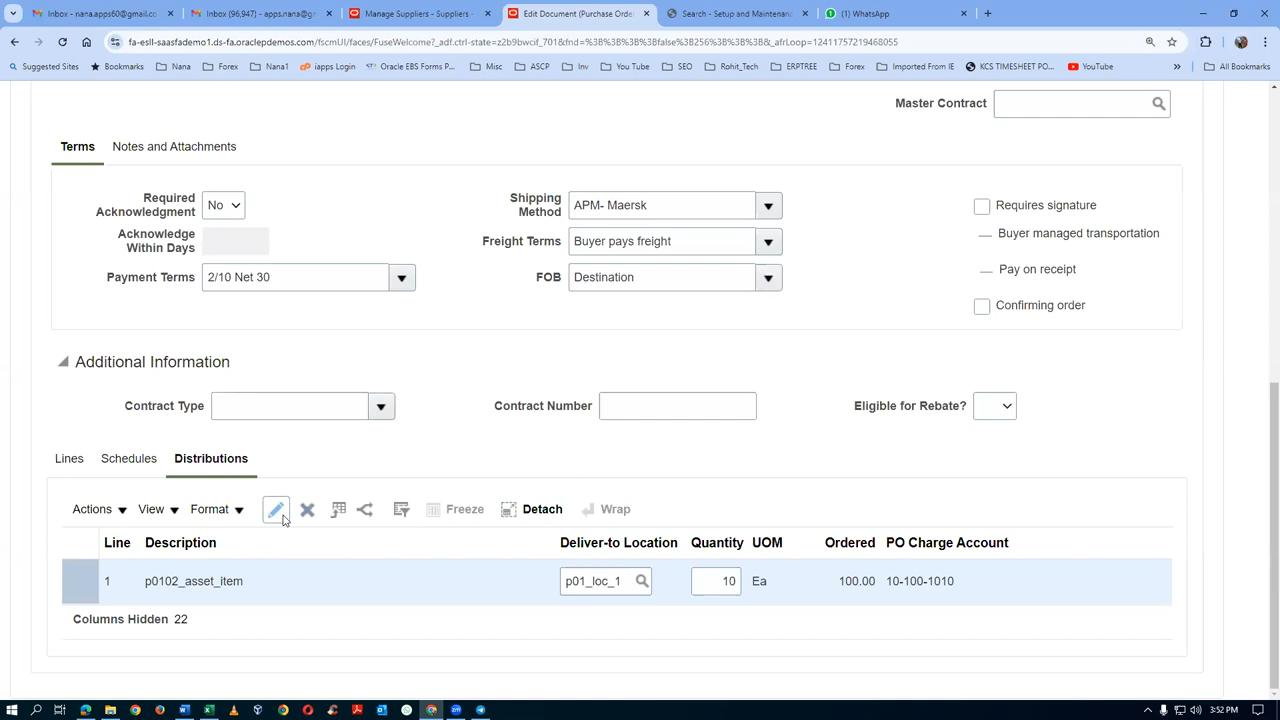 nana.apps60@gmail.co
Inbox (96,947) - apps.nana@gr
Manage Suppliers - Suppliers -
Edit Document (Purchase Order
Search - Setup and Maintenance
(1) WhatsApp
fa-esll-saasfademo1.ds-fa.oraclepdemos.com/fscmUI/faces/FuseWelcome?_adf.ctrl-state=z2b9bwcif_701&fnd=%3B%3B%3B%3Bfalse%3B256%3B%3B%3B&_afrLoop=12411757219468055
Suggested Sites Bookmarks Nana Forex Nana1 iapps Login Oracle EBS Forms P... Misc ASCP Inv You Tube SEO Rohit_Tech ERPTREE Forex Imported From IE KCS TIMESHEET PO... YouTube » All Bookmarks
Master Contract
Terms Notes and Attachments
Required Acknowledgment No
Shipping Method APM- Maersk
Requires signature
Acknowledge Within Days
Freight Terms Buyer pays freight
Buyer managed transportation
Payment Terms 2/10 Net 30
FOB Destination
Pay on receipt
Confirming order
Additional Information
Contract Type Contract Number Eligible for Rebate?
Lines Schedules Distributions
Actions View Format Freeze Detach Wrap
Line Description Deliver-to Location Quantity UOM Ordered PO Charge Account
1 p0102_asset_item p01_loc_1 10 Ea 100.00 10-100-1010
Columns Hidden 22
3:52 PM